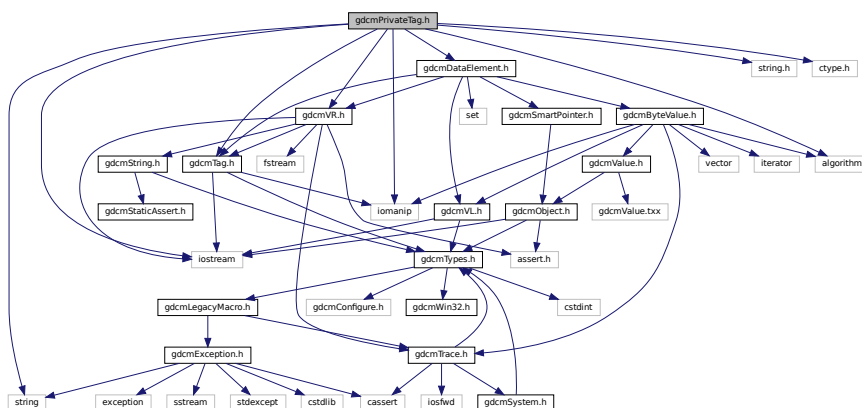 gdcmPrivateTag.h
gdcmDataElement.h
string.h
ctype.h
gdcmVR.h
set
gdcmSmartPointer.h
gdcmByteValue.h
gdcmString.h
gdcmTag.h
fstream
gdcmValue.h
vector
iterator
algorithm
gdcmStaticAssert.h
iomanip
gdcmVL.h
gdcmObject.h
gdcmValue.txx
iostream
gdcmTypes.h
assert.h
gdcmLegacyMacro.h
gdcmConfigure.h
gdcmWin32.h
cstdint
gdcmException.h
gdcmTrace.h
string
exception
sstream
stdexcept
cstdlib
cassert
iosfwd
gdcmSystem.h